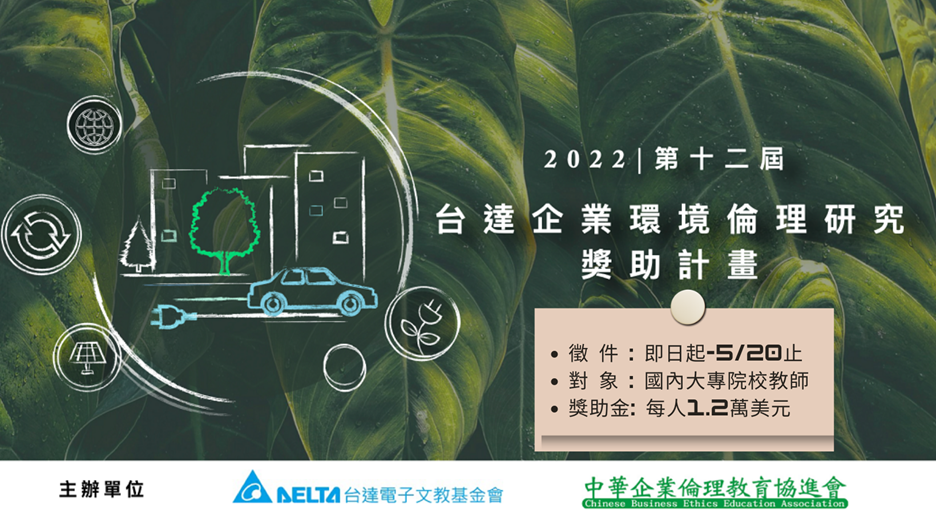 2022|第十二屆
台達企業環境倫理研究
獎助計畫
• 徵件：即日起-5/20止
• 對象：國內大專院校教師
• 獎助金: 每人1.2萬美元
主辦單位
DELTA 台達電子文教基金會
中華企業倫理教育協進會
Chinese Business Ethics Education Association